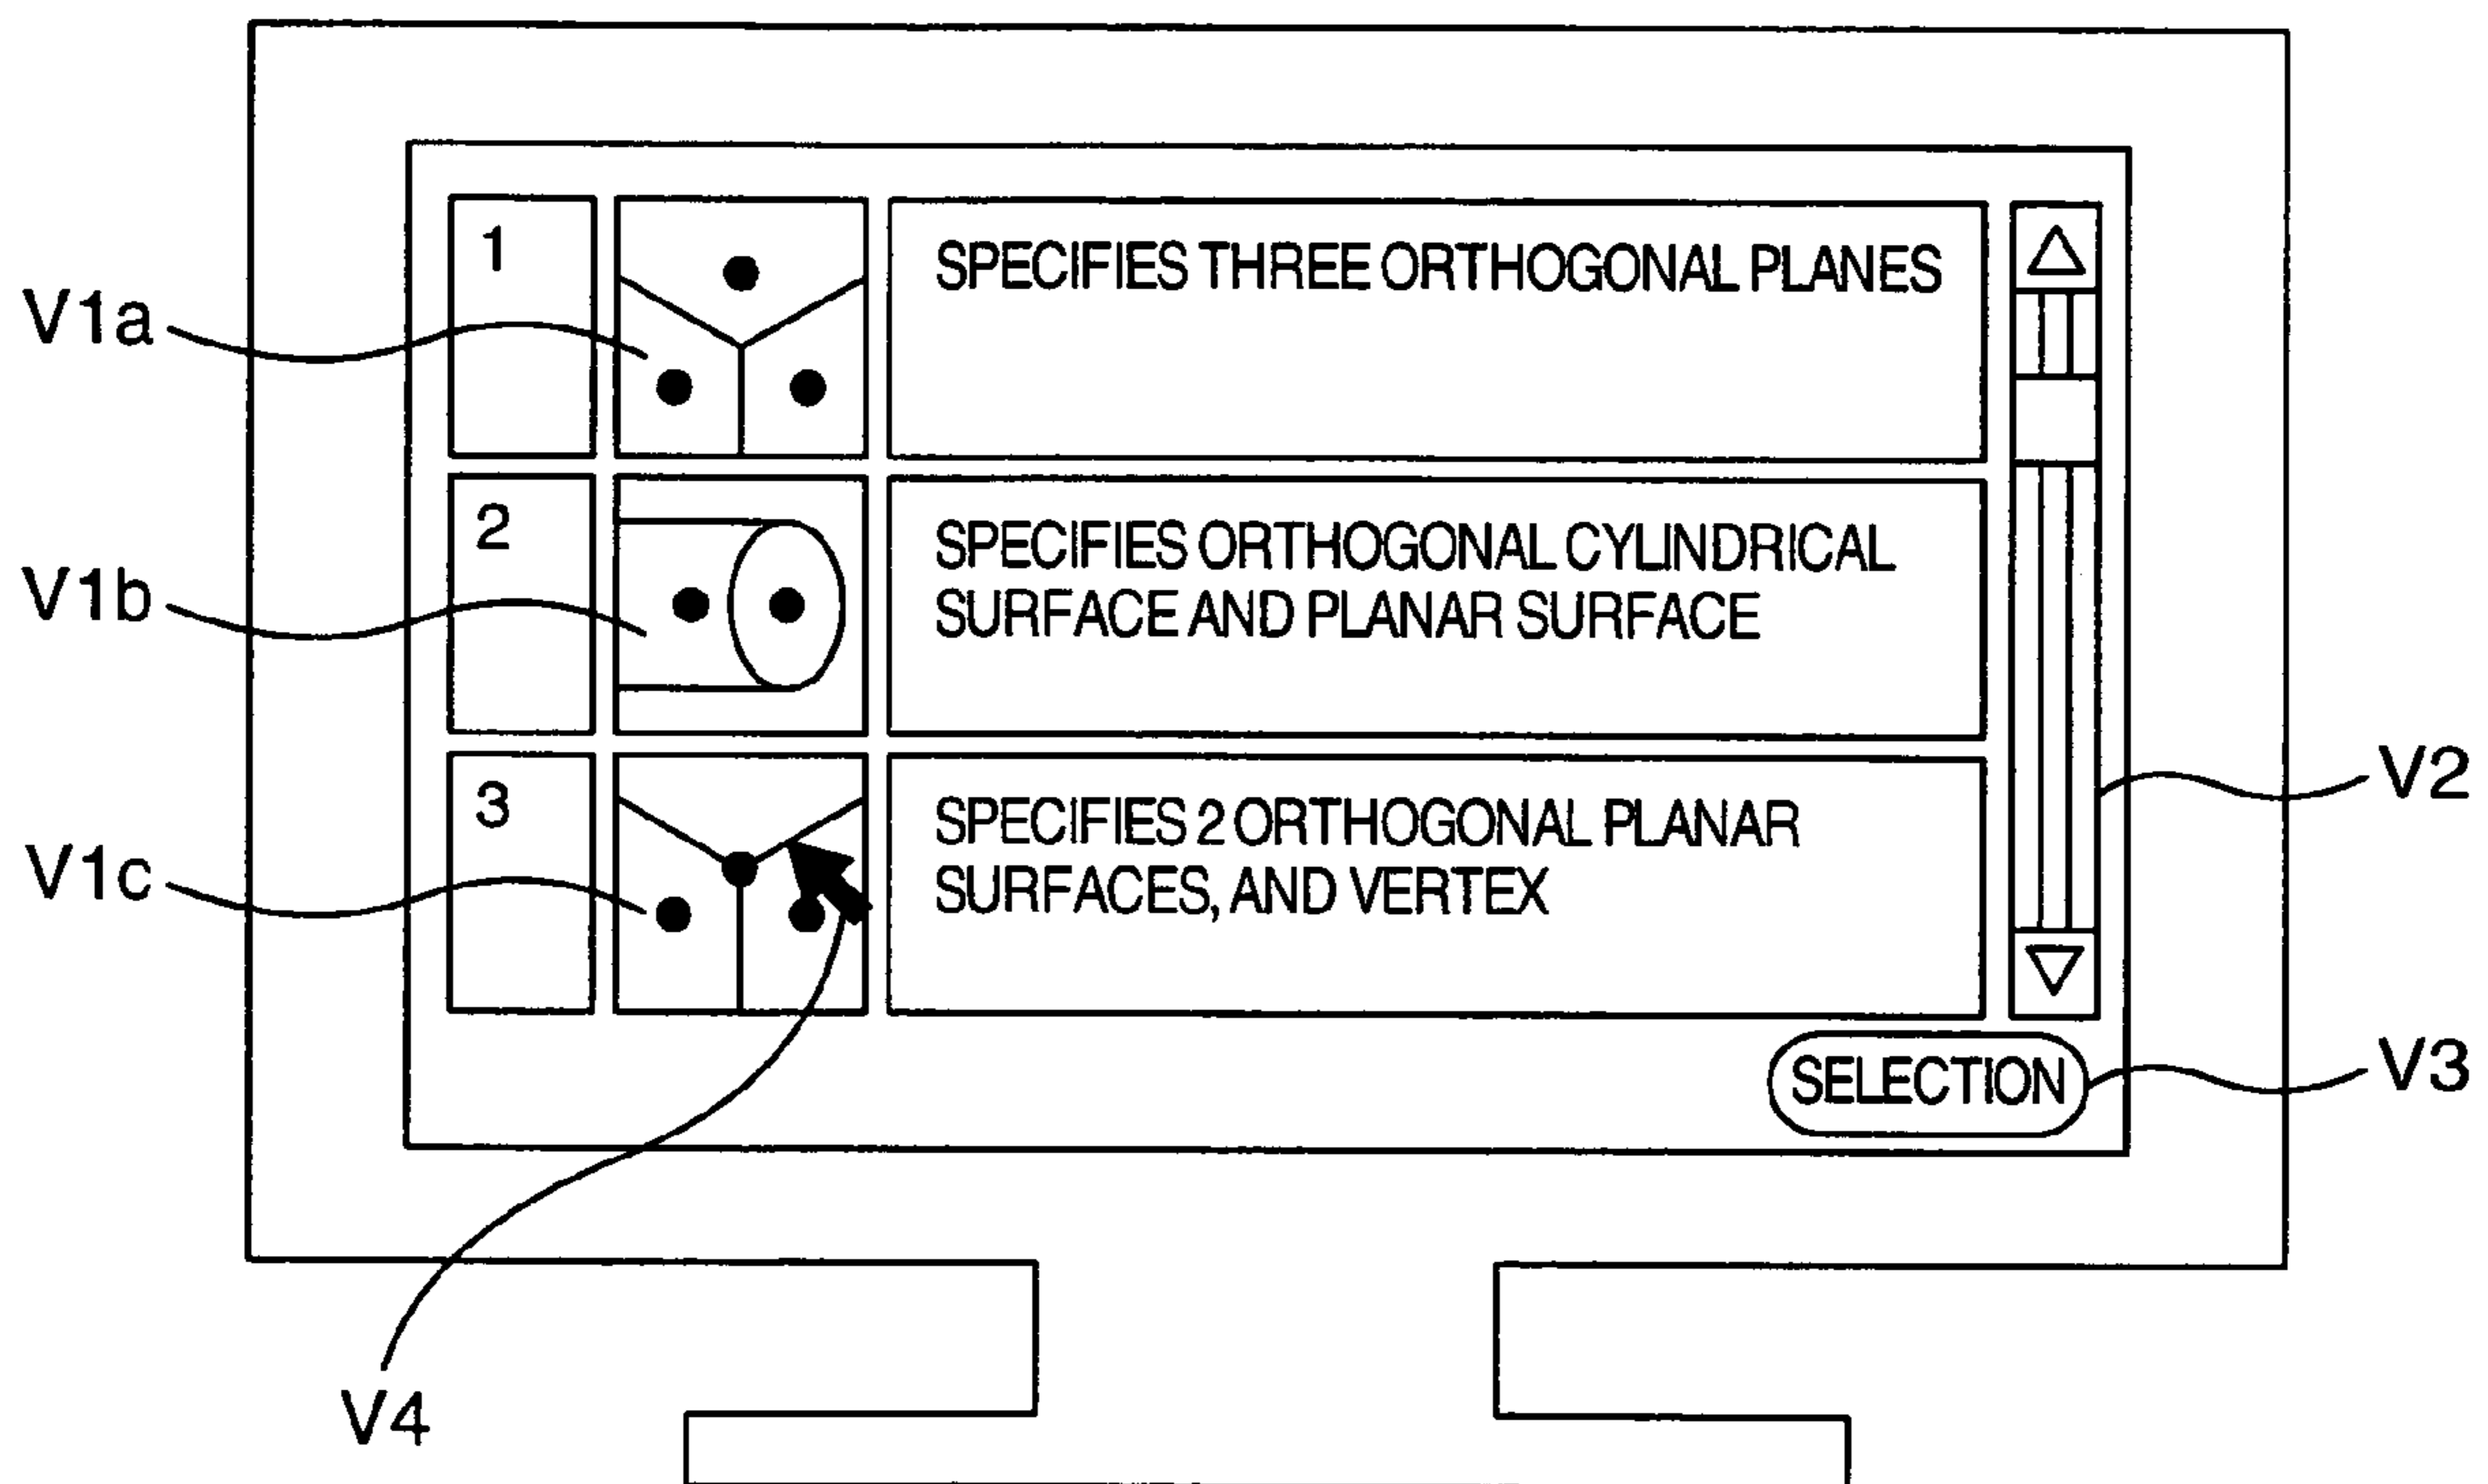 1
SPECIFIES THREE ORTHOGONAL PLANES
V1a
2
SPECIFIES ORTHOGONAL CYLINDRICAL
SURFACE AND PLANAR SURFACE
V1b
3
SPECIFIES 2 ORTHOGONAL PLANAR
SURFACES, AND VERTEX
V1c
V2
SELECTION
V3
V4